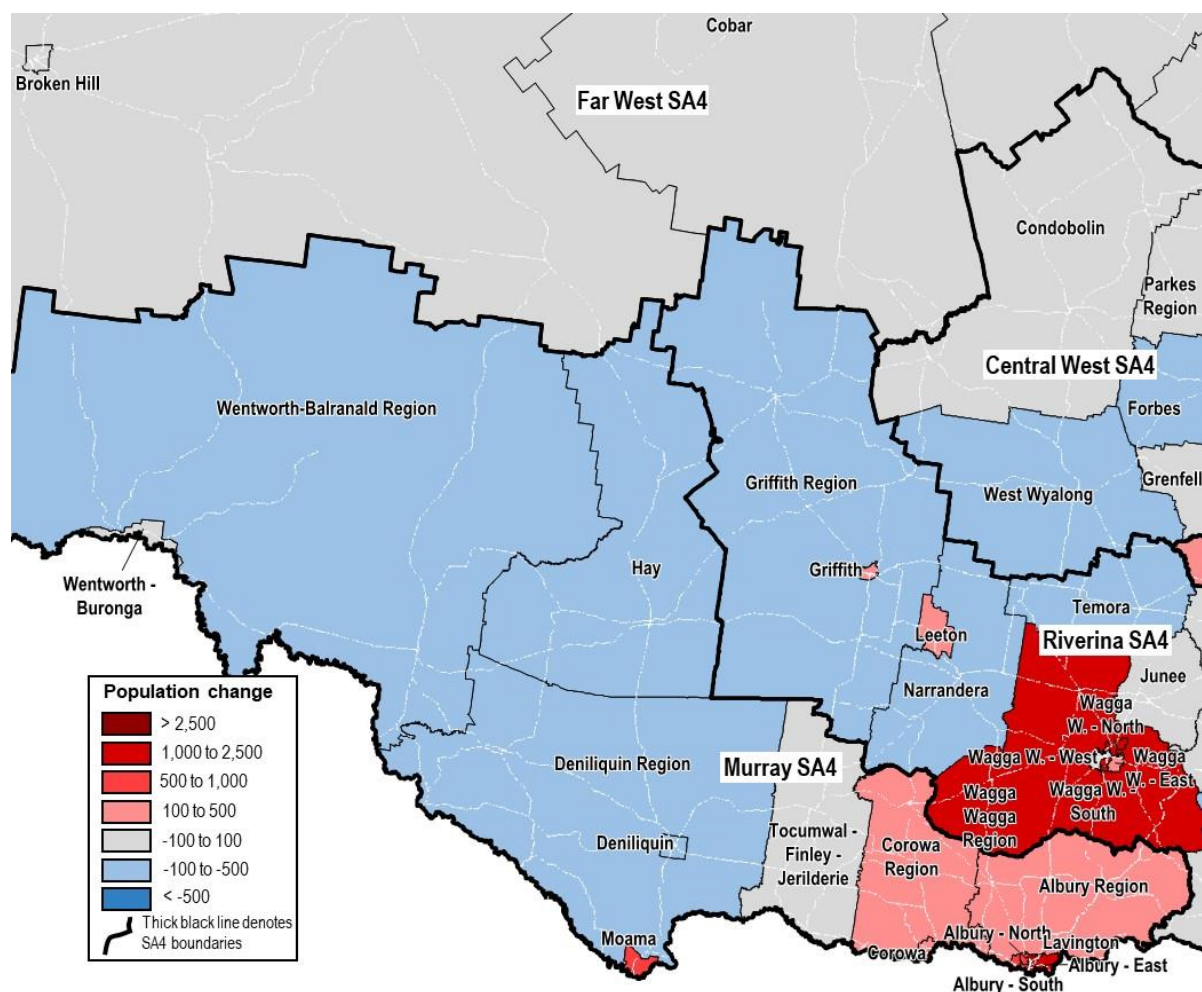 Cobar
Broken Hill
Far West SA4
Condobolin
Parkes
Region
Central West SA4
Wentworth-Balranald Region
Forbes
Griffith Region
West Wyalong
Grenfell
Hay
Griffith
Wentworth -
Buronga
Temora
Leeton
Riverina SA4
Junee
Narrandera
Wagga
W. - North
Wagga W. - West
Wagga
W. - East
Wagga W. -
South
Wagga
Wagga
Region
Deniliquin Region
Murray SA4
Deniliquin
Tocumwal -
Finley -
Jerilderie
Corowa
Region
Albury Region
Moama
Corowa
Albury - North
Lavington
Albury - East
Albury - South
Population change
> 2,500
1,000 to 2,500
500 to 1,000
100 to 500
-100 to 100
-100 to -500
< -500
Thick black line denotes
SA4 boundaries